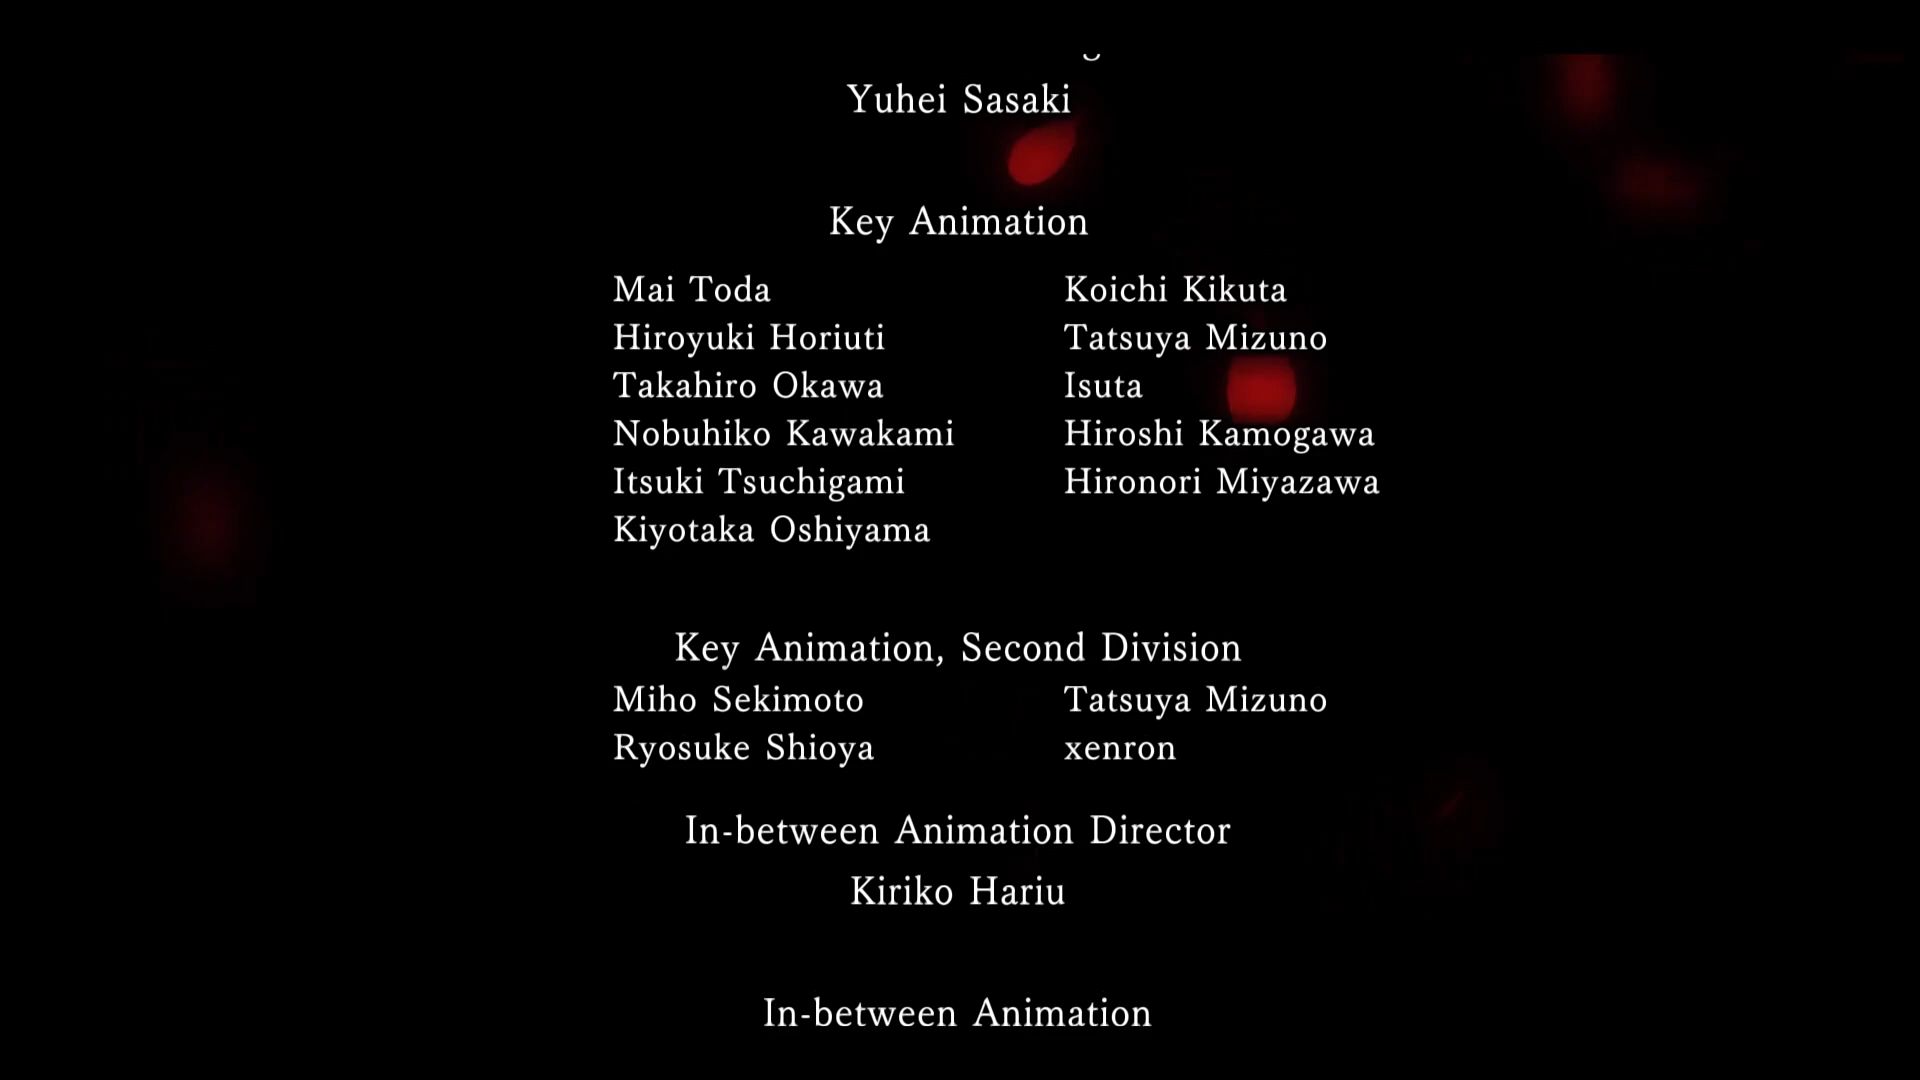 Yuhei Sasaki
Key Animation
Mai Toda
Koichi Kikuta
Hiroyuki Horiuti
Tatsuya Mizuno
Takahiro Okawa
Isuta
Nobuhiko Kawakami
Hiroshi Kamogawa
Itsuki Tsuchigami
Hironori Miyazawa
Kiyotaka Oshiyama
Key Animation, Second Division
Miho Sekimoto
Tatsuya Mizuno
Ryosuke Shioya
xenron
In-between Animation Director
Kiriko Hariu
In-between Animation